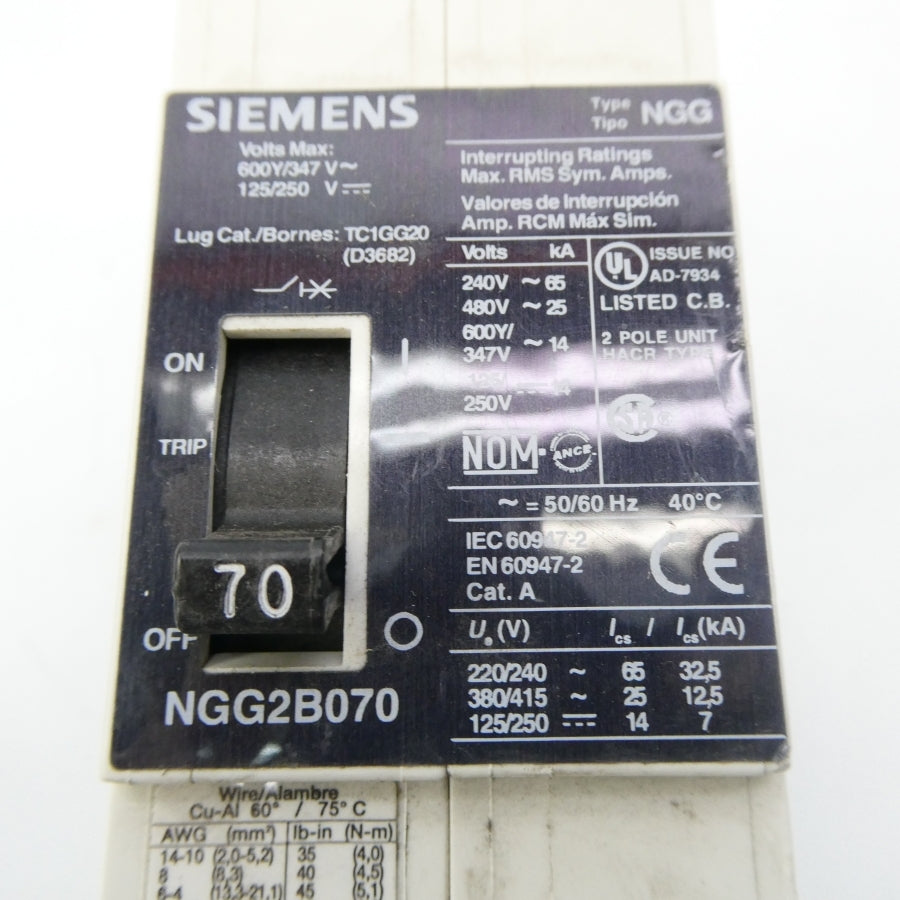 SIEMENS
Volts Max:
600Y/347 V~
125/250 V ⎓
Lug Cat./Bornes: TC1GG20
(D3682)
ON
TRIP
70
OFF
NGG2B070
Type
Tipo NGG
Interrupting Ratings
Max. RMS Sym. Amps.
Valores de Interrupción
Amp. RCM Máx Sim.
Volts kA
240V ~ 65
480V ~ 25
600Y/
347V ~ 14
125/
250V ⎓ 14
UL
ISSUE NO
AD-7934
LISTED C.B.
2 POLE UNIT
HACR TYPE
NOM ANCE
~ = 50/60 Hz 40°C
IEC 60947-2
EN 60947-2
Cat. A
CE
Ue (V) Ics / Ics (kA)
220/240 ~ 65 32,5
380/415 ~ 25 12,5
125/250 ⎓ 14 7
Wire/Alambre
Cu-Al 60° / 75° C
AWG (mm²) lb-in (N-m)
14-10 (2,0-5,2) 35 (4,0)
8 (8,3) 40 (4,5)
6-4 (13,3-21,1) 45 (5,1)